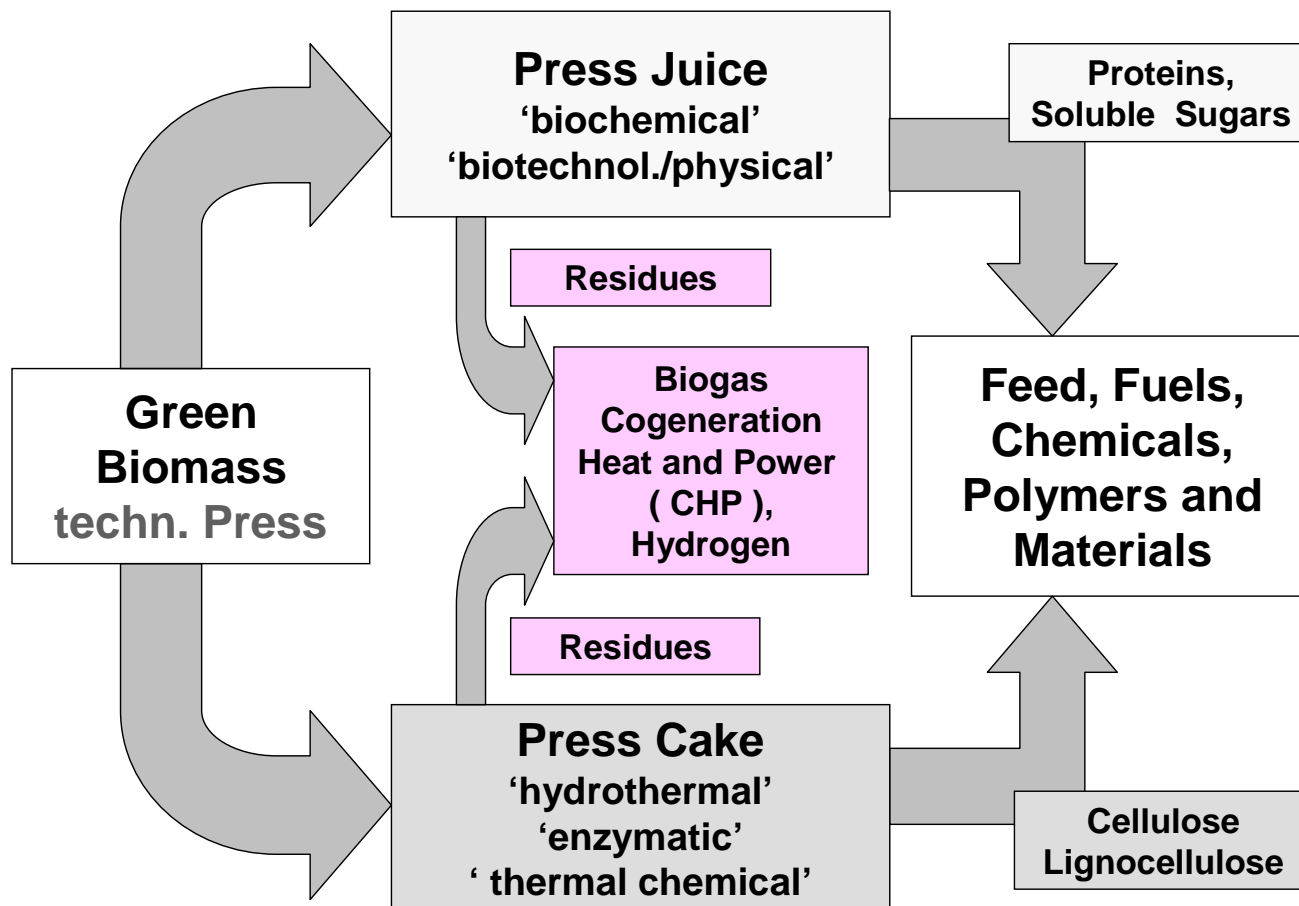 Press Juice
‘biochemical’
‘biotechnol./physical’
Proteins,
Soluble Sugars
Residues
Green
Biomass
techn. Press
Biogas
Cogeneration
Heat and Power
( CHP ),
Hydrogen
Feed, Fuels,
Chemicals,
Polymers and
Materials
Residues
Press Cake
‘hydrothermal’
‘enzymatic’
‘ thermal chemical’
Cellulose
Lignocellulose